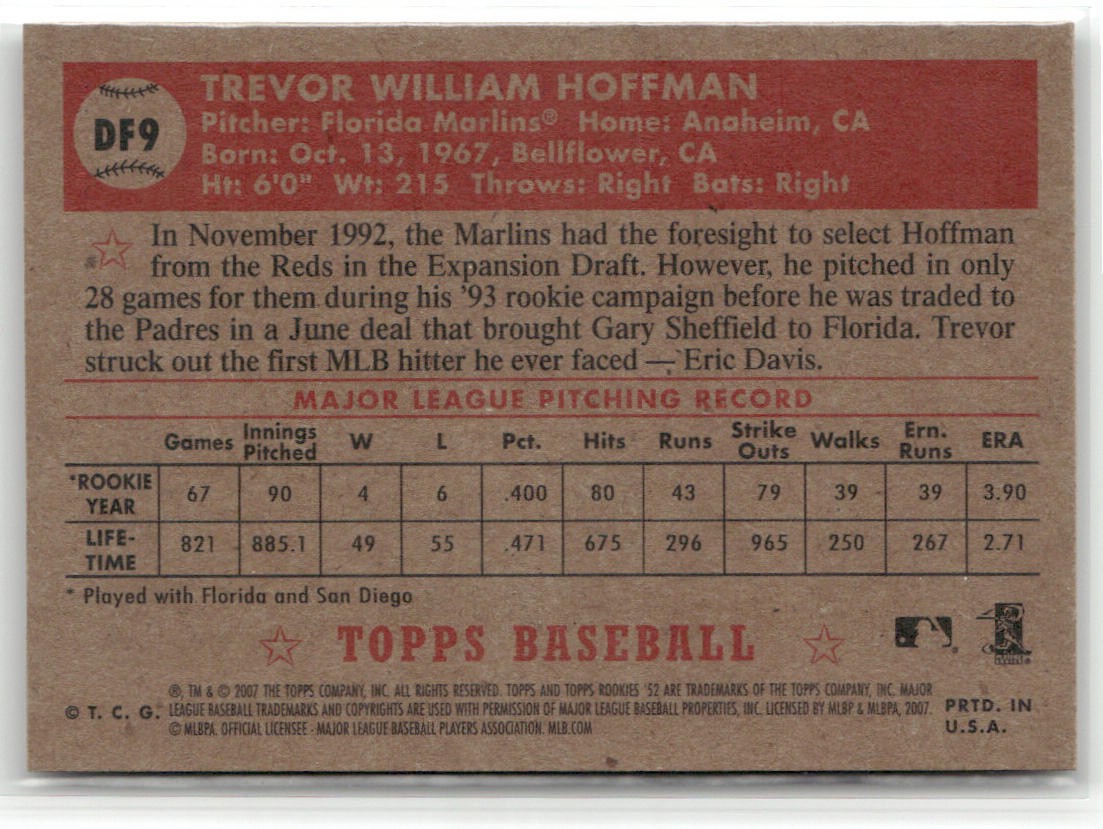 DF9
TREVOR WILLIAM HOFFMAN
Pitcher: Florida Marlins® Home: Anaheim, CA
Born: Oct. 13, 1967, Bellflower, CA
Ht: 6'0" Wt: 215 Throws: Right Bats: Right
In November 1992, the Marlins had the foresight to select Hoffman
from the Reds in the Expansion Draft. However, he pitched in only
28 games for them during his '93 rookie campaign before he was traded to
the Padres in a June deal that brought Gary Sheffield to Florida. Trevor
struck out the first MLB hitter he ever faced — Eric Davis.
MAJOR LEAGUE PITCHING RECORD
Games Innings Pitched W L Pct. Hits Runs Strike Outs Walks Ern. Runs ERA
*ROOKIE YEAR 67 90 4 6 .400 80 43 79 39 39 3.90
LIFE-TIME 821 885.1 49 55 .471 675 296 965 250 267 2.71
* Played with Florida and San Diego
TOPPS BASEBALL
®, TM & © 2007 THE TOPPS COMPANY, INC. ALL RIGHTS RESERVED. TOPPS AND TOPPS ROOKIES '52 ARE TRADEMARKS OF THE TOPPS COMPANY, INC. MAJOR
© T. C. G. LEAGUE BASEBALL TRADEMARKS AND COPYRIGHTS ARE USED WITH PERMISSION OF MAJOR LEAGUE BASEBALL PROPERTIES, INC. LICENSED BY MLBP & MLBPA, 2007. PRTD. IN
© MLBPA. OFFICIAL LICENSEE - MAJOR LEAGUE BASEBALL PLAYERS ASSOCIATION. MLB.COM U.S.A.